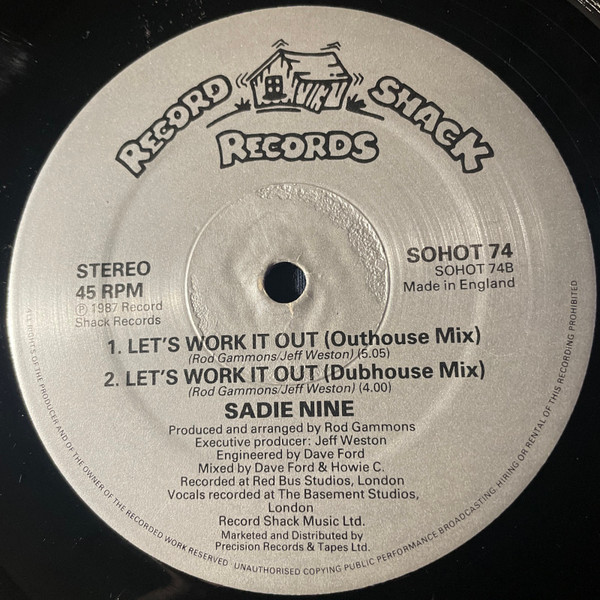 RECORD SHACK
RECORDS
STEREO
45 RPM
℗ 1987 Record
Shack Records
SOHOT 74
SOHOT 74B
Made in England
1. LET'S WORK IT OUT (Outhouse Mix)
(Rod Gammons/Jeff Weston) (5.05)
2. LET'S WORK IT OUT (Dubhouse Mix)
(Rod Gammons/Jeff Weston) (4.00)
SADIE NINE
Produced and arranged by Rod Gammons
Executive producer: Jeff Weston
Engineered by Dave Ford
Mixed by Dave Ford & Howie C.
Recorded at Red Bus Studios, London
Vocals recorded at The Basement Studios,
London
Record Shack Music Ltd.
Marketed and Distributed by
Precision Records & Tapes Ltd.
ALL RIGHTS OF THE PRODUCER AND OF THE OWNER OF THE RECORDED WORK RESERVED UNAUTHORISED COPYING PUBLIC PERFORMANCE BROADCASTING, HIRING OR RENTAL OF THIS RECORDING PROHIBITED